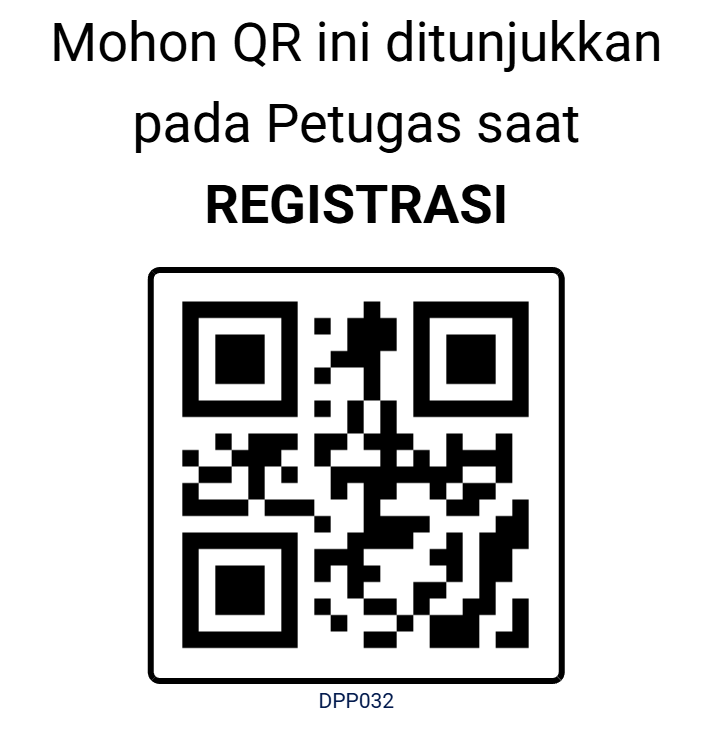 Mohon QR ini ditunjukkan
pada Petugas saat
REGISTRASI
DPP032